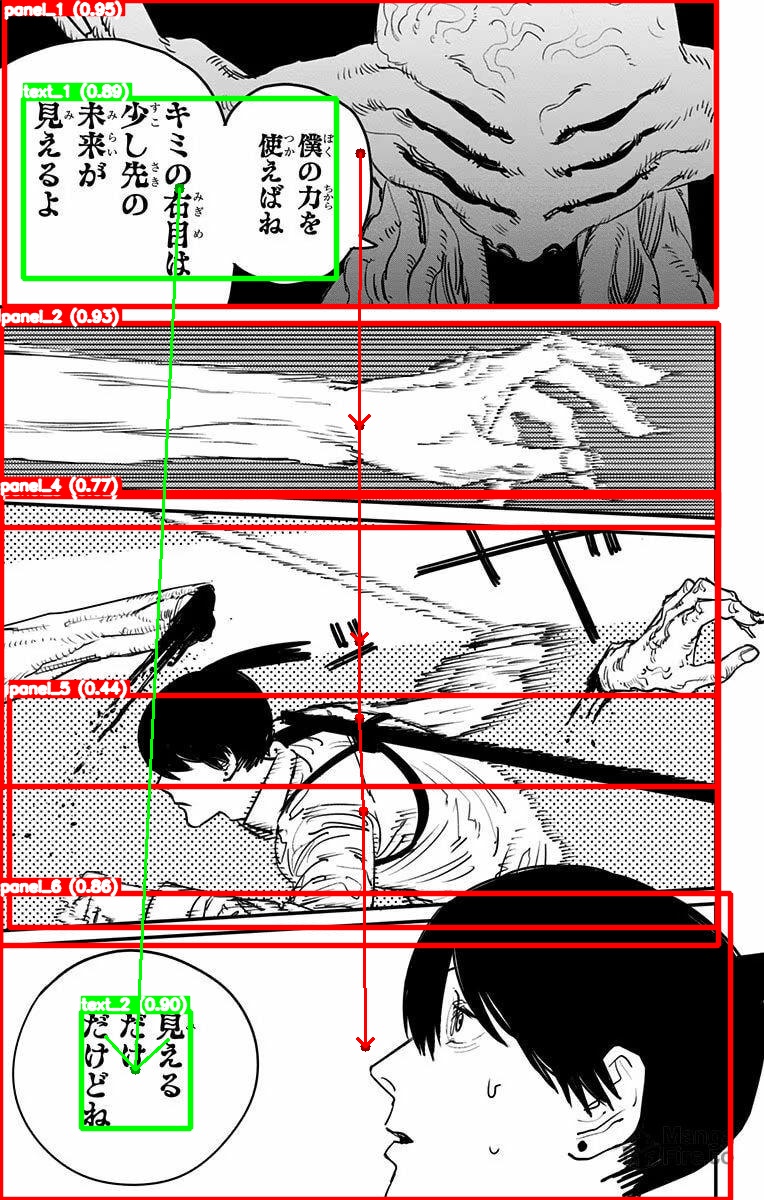 panel_1 (0.95)
text_1 (0.89)
僕の力を
使えばね
キミの右目は
少し先の
未来が
見えるよ
panel_2 (0.93)
panel_4 (0.77)
panel_5 (0.44)
panel_6 (0.86)
text_2 (0.90)
見える
だけ
だけどね